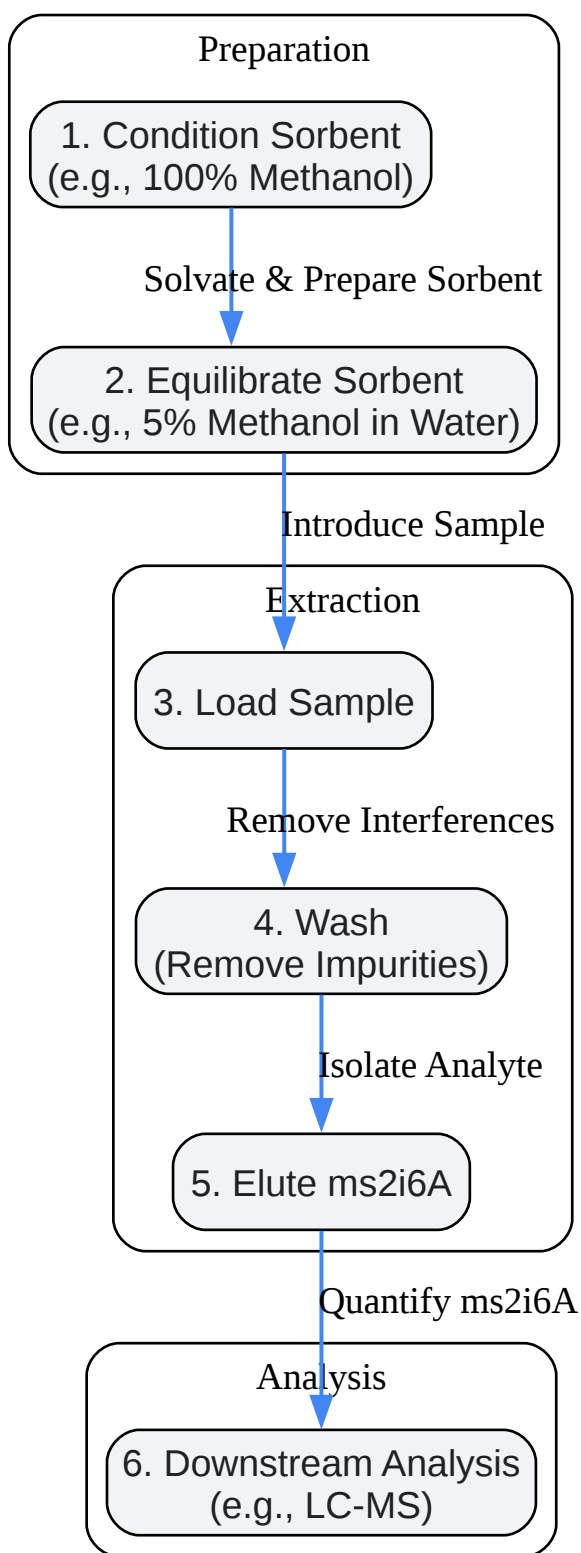 Preparation
1. Condition Sorbent
(e.g., 100% Methanol)
Solvate & Prepare Sorbent
2. Equilibrate Sorbent
(e.g., 5% Methanol in Water)
Introduce Sample
Extraction
3. Load Sample
Remove Interferences
4. Wash
(Remove Impurities)
Isolate Analyte
5. Elute ms2i6A
Quantify ms2i6A
Analysis
6. Downstream Analysis
(e.g., LC-MS)